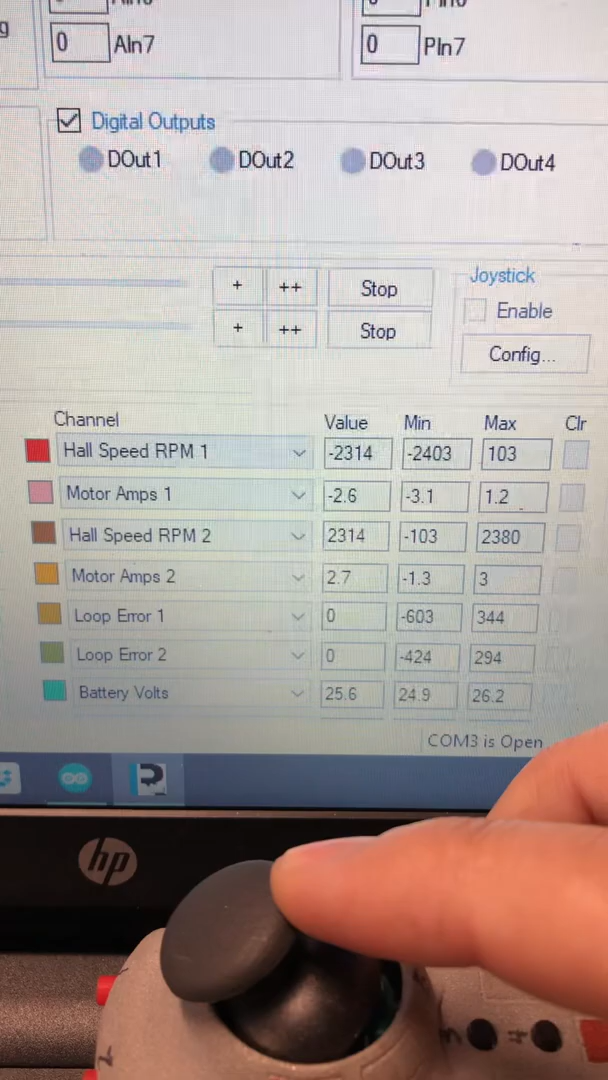 g
0 AIn7
0 PIn7
Digital Outputs
DOut1 DOut2 DOut3 DOut4
+ ++ Stop
+ ++ Stop
Joystick
Enable
Config...
Channel Value Min Max Clr
Hall Speed RPM 1 -2314 -2403 103
Motor Amps 1 -2.6 -3.1 1.2
Hall Speed RPM 2 2314 -103 2380
Motor Amps 2 2.7 -1.3 3
Loop Error 1 0 -603 344
Loop Error 2 0 -424 294
Battery Volts 25.6 24.9 26.2
COM3 is Open
hp